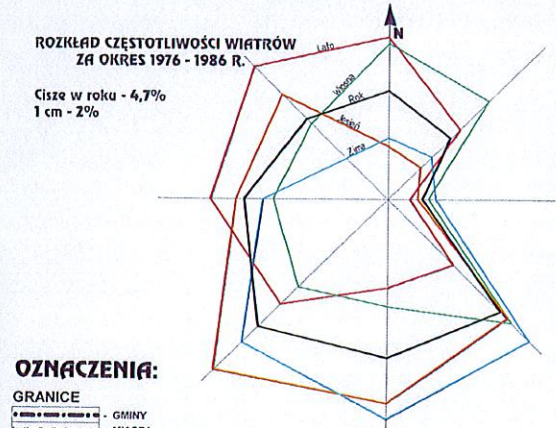 ROZKŁAD CZĘSTOTLIWOŚCI WIATRÓW
ZA OKRES 1976 - 1986 R.
Cisze w roku - 4,7%
1 cm - 2%
N
Lato
Wiosna
Rok
Jesień
Zima
OZNACZENIA:
GRANICE
- GMINY